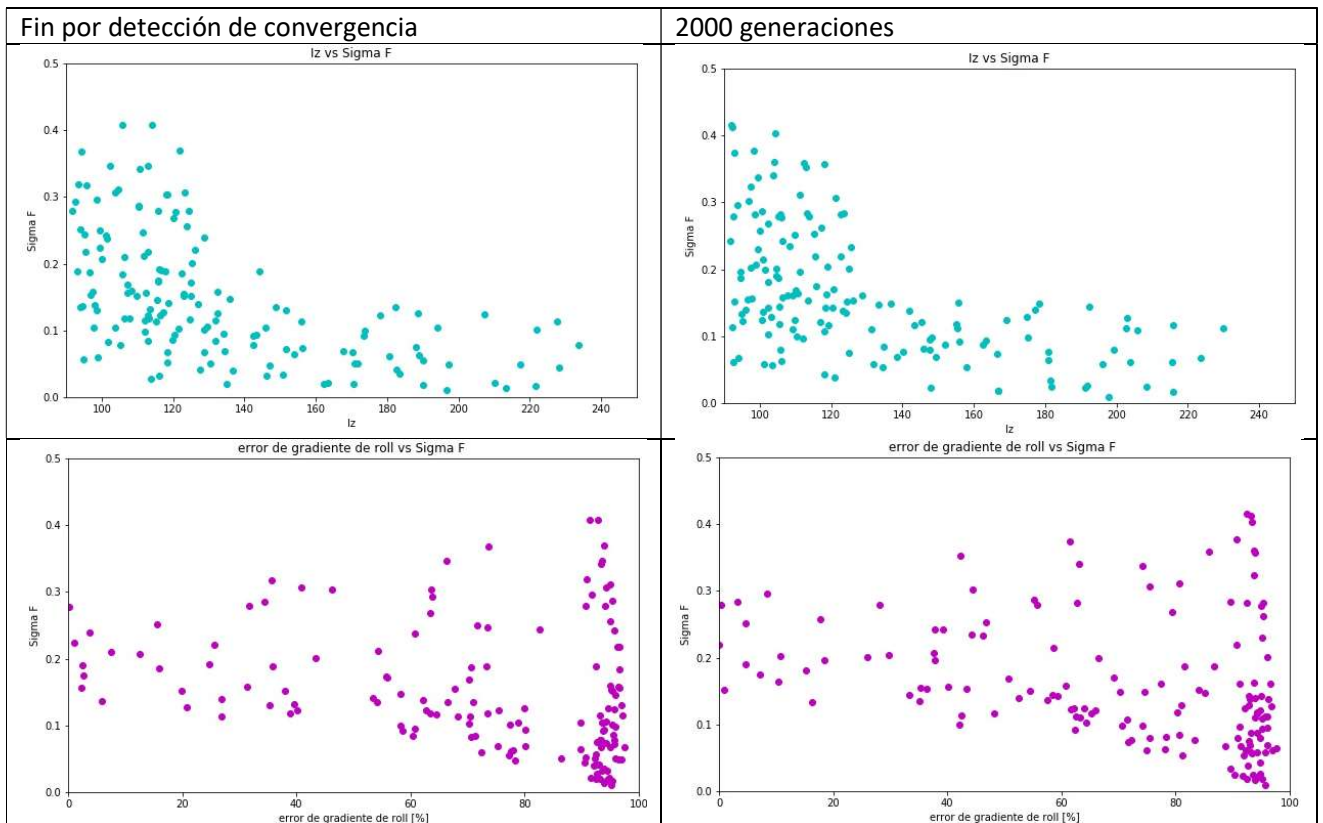 Fin por detección de convergencia
2000 generaciones
Iz vs Sigma F
0.5
0.4
0.3
0.2
0.1
0.0
Sigma F
100 120 140 160 180 200 220 240
Iz
Iz vs Sigma F
0.5
0.4
0.3
0.2
0.1
0.0
Sigma F
100 120 140 160 180 200 220 240
Iz
error de gradiente de roll vs Sigma F
0.5
0.4
0.3
0.2
0.1
0.0
Sigma F
0 20 40 60 80 100
error de gradiente de roll [%]
error de gradiente de roll vs Sigma F
0.5
0.4
0.3
0.2
0.1
0.0
Sigma F
0 20 40 60 80 100
error de gradiente de roll [%]